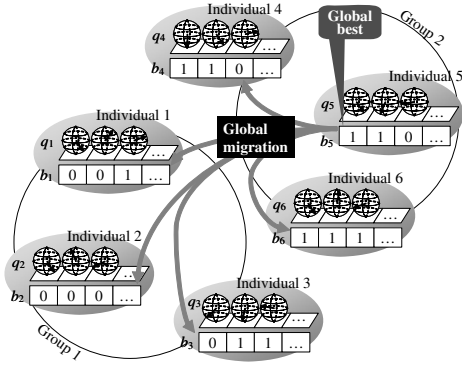 Individual 4
q4
b4 1 1 0 ...
Global best
Group 2
Individual 5
q5
b5 1 1 0 ...
Individual 1
q1
b1 0 0 1 ...
Global migration
Individual 6
q6
b6 1 1 1 ...
Individual 2
q2
b2 0 0 0 ...
Group 1
Individual 3
q3
b3 0 1 1 ...